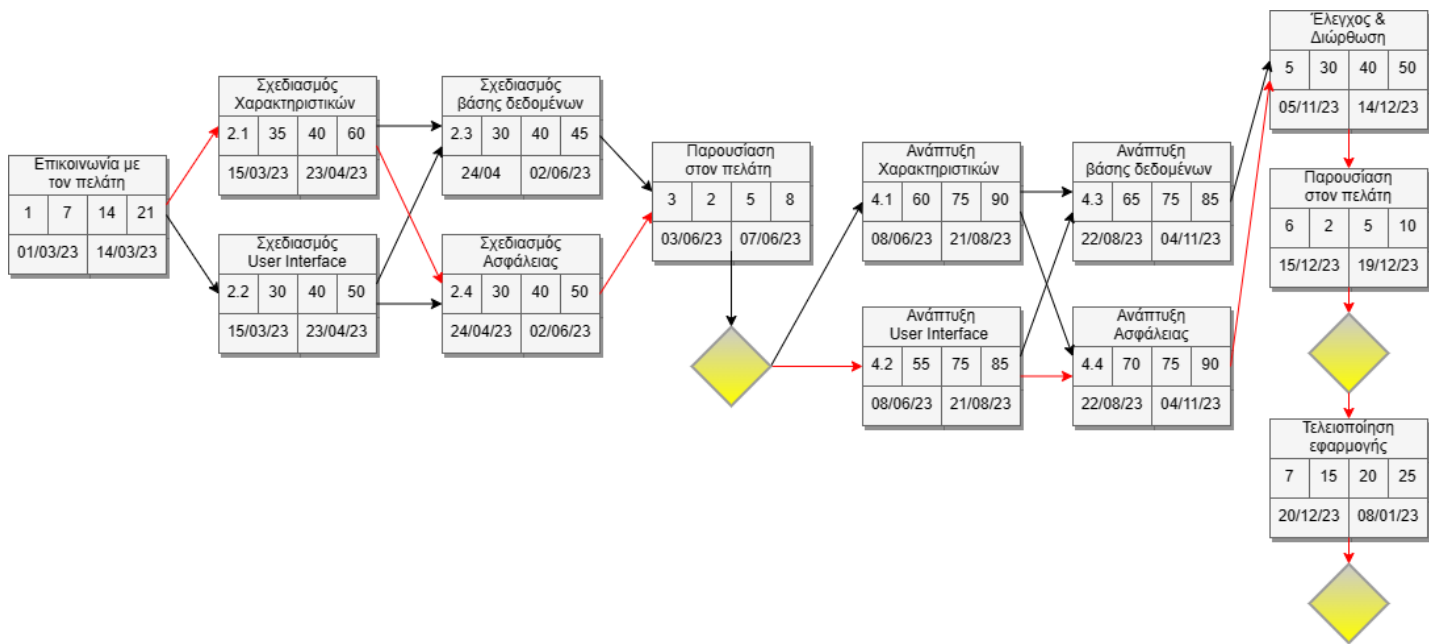 Επικοινωνία με
τον πελάτη
1 7 14 21
01/03/23 14/03/23
Σχεδιασμός
Χαρακτηριστικών
2.1 35 40 60
15/03/23 23/04/23
Σχεδιασμός
User Interface
2.2 30 40 50
15/03/23 23/04/23
Σχεδιασμός
βάσης δεδομένων
2.3 30 40 45
24/04 02/06/23
Σχεδιασμός
Ασφάλειας
2.4 30 40 50
24/04/23 02/06/23
Παρουσίαση
στον πελάτη
3 2 5 8
03/06/23 07/06/23
Ανάπτυξη
Χαρακτηριστικών
4.1 60 75 90
08/06/23 21/08/23
Ανάπτυξη
User Interface
4.2 55 75 85
08/06/23 21/08/23
Ανάπτυξη
βάσης δεδομένων
4.3 65 75 85
22/08/23 04/11/23
Ανάπτυξη
Ασφάλειας
4.4 70 75 90
22/08/23 04/11/23
Έλεγχος &
Διώρθωση
5 30 40 50
05/11/23 14/12/23
Παρουσίαση
στον πελάτη
6 2 5 10
15/12/23 19/12/23
Τελειοποίηση
εφαρμογής
7 15 20 25
20/12/23 08/01/23